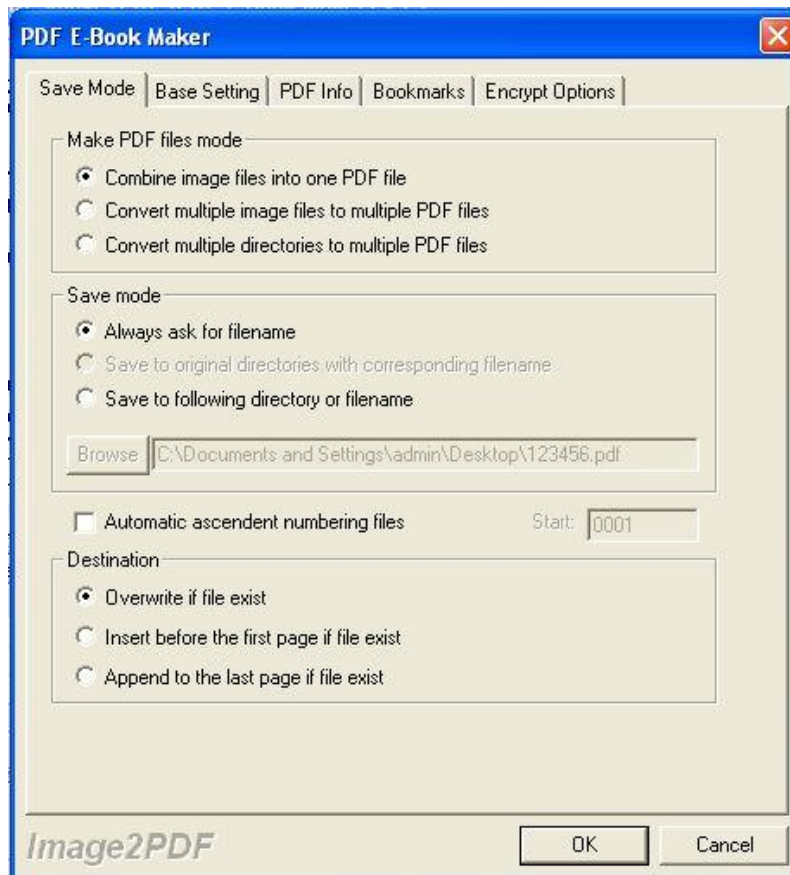 PDF E-Book Maker
Save Mode Base Setting PDF Info Bookmarks Encrypt Options
Make PDF files mode
Combine image files into one PDF file
Convert multiple image files to multiple PDF files
Convert multiple directories to multiple PDF files
Save mode
Always ask for filename
Save to original directories with corresponding filename
Save to following directory or filename
Browse C:\Documents and Settings\admin\Desktop\123456.pdf
Automatic ascendent numbering files Start: 0001
Destination
Overwrite if file exist
Insert before the first page if file exist
Append to the last page if file exist
Image2PDF OK Cancel